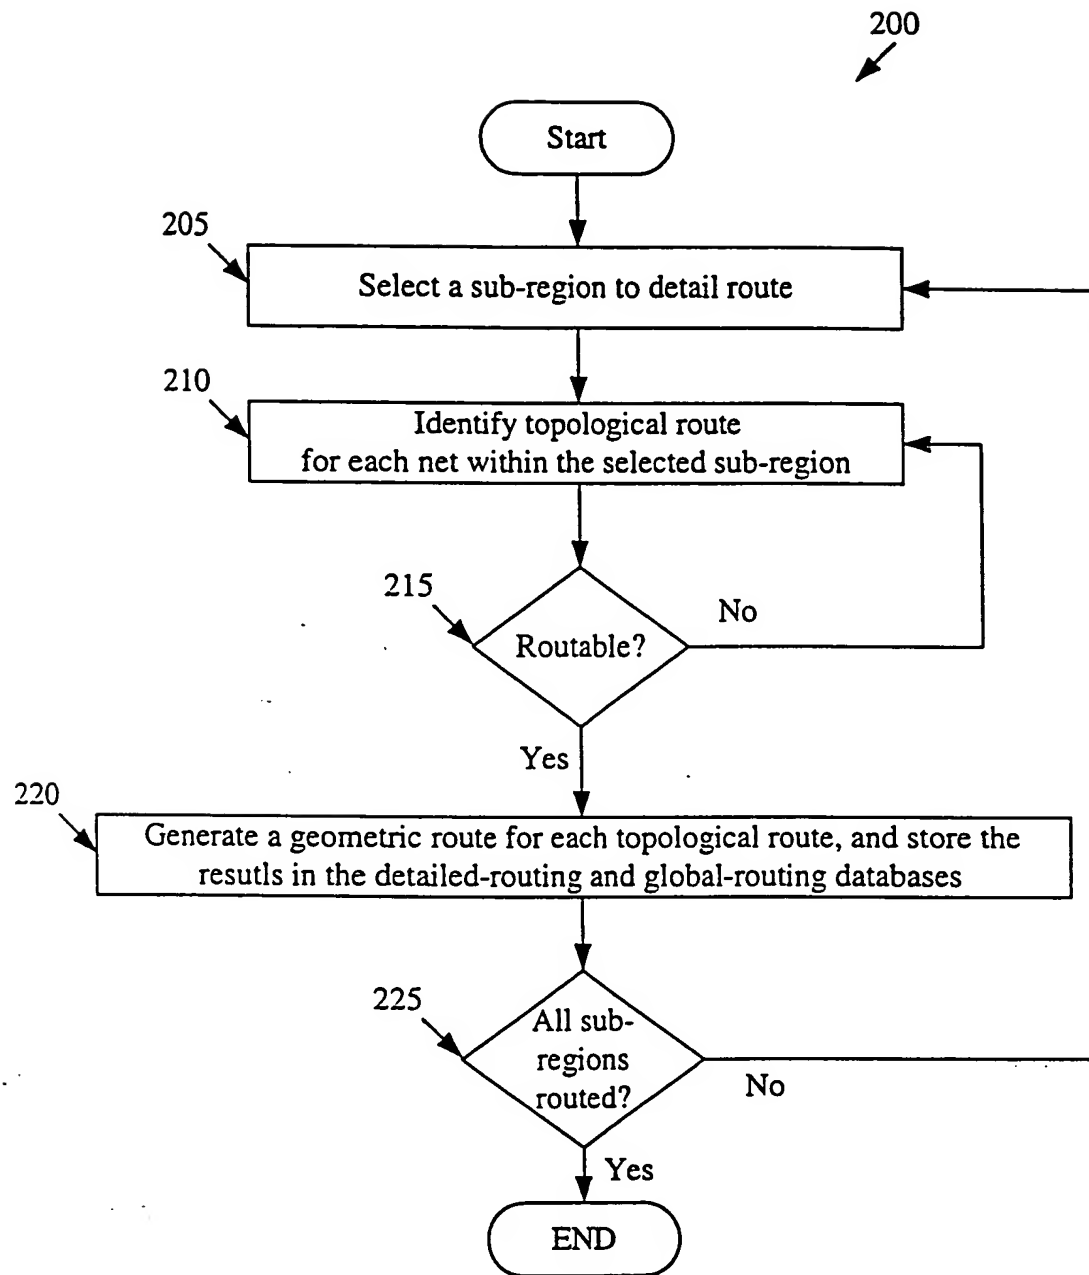 200
Start
205
Select a sub-region to detail route
210
Identify topological route
for each net within the selected sub-region
215
Routable?
No
Yes
220
Generate a geometric route for each topological route, and store the
resutls in the detailed-routing and global-routing databases
225
All sub-
regions
routed?
No
Yes
END